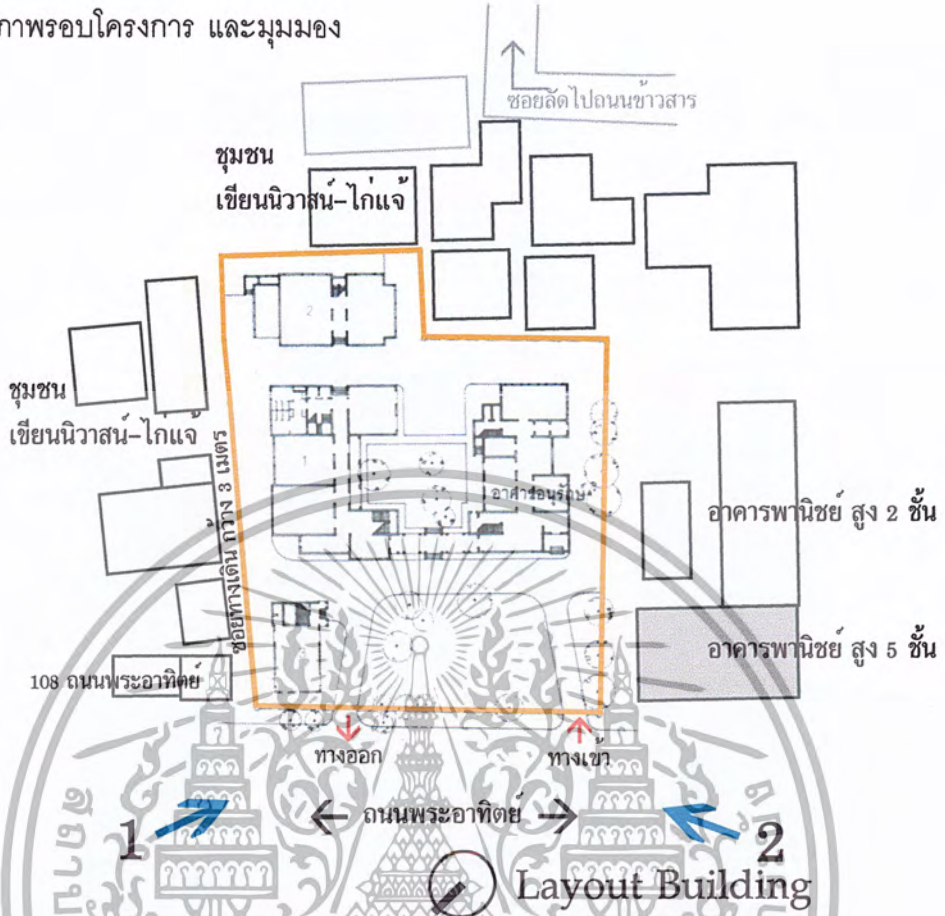 ภาพรอบโครงการ และมุมมอง
ซอยลัดไปถนนข้าวสาร
ชุมชน
เขียนนิวาสน์-ไก่แจ้
2
ชุมชน
เขียนนิวาสน์-ไก่แจ้
1
อาคารอนุรักษ์
ซอยทางเดิน กว้าง 3 เมตร
อาคารพานิชย์ สูง 2 ชั้น
อาคารพานิชย์ สูง 5 ชั้น
108 ถนนพระอาทิตย์
ทางออก
ทางเข้า
ถนนพระอาทิตย์
1
2
Layout Building